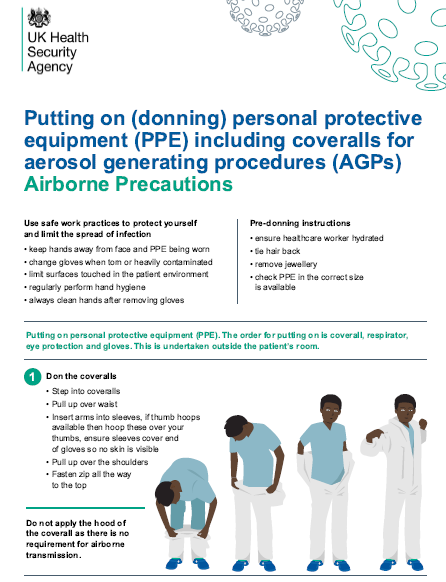 UK Health
Security
Agency
Putting on (donning) personal protective
equipment (PPE) including coveralls for
aerosol generating procedures (AGPs)
Airborne Precautions
Use safe work practices to protect yourself
and limit the spread of infection
• keep hands away from face and PPE being worn
• change gloves when torn or heavily contaminated
• limit surfaces touched in the patient environment
• regularly perform hand hygiene
• always clean hands after removing gloves
Pre-donning instructions
• ensure healthcare worker hydrated
• tie hair back
• remove jewellery
• check PPE in the correct size
is available
Putting on personal protective equipment (PPE). The order for putting on is coverall, respirator,
eye protection and gloves. This is undertaken outside the patient's room.
1 Don the coveralls
• Step into coveralls
• Pull up over waist
• Insert arms into sleeves, if thumb hoops
available then hoop these over your
thumbs, ensure sleeves cover end
of gloves so no skin is visible
• Pull up over the shoulders
• Fasten zip all the way
to the top
Do not apply the hood of
the coverall as there is no
requirement for airborne
transmission.